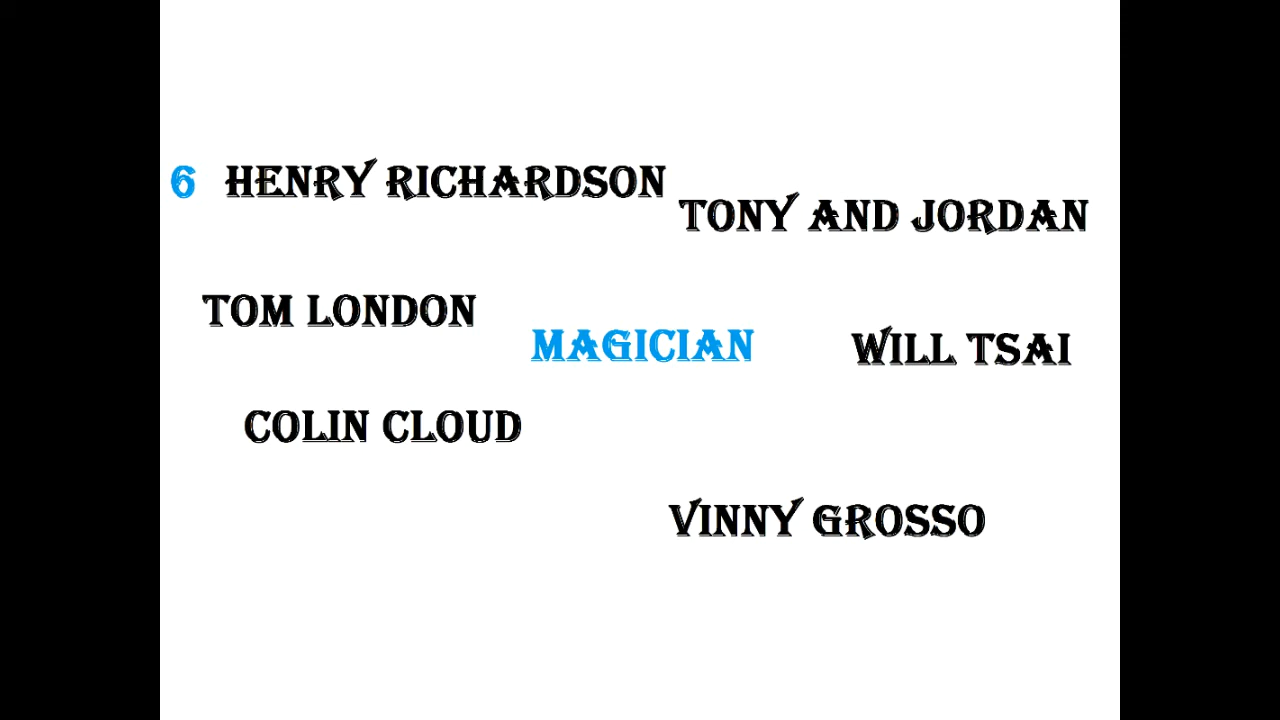 6 HENRY RICHARDSON
TONY AND JORDAN
TOM LONDON
MAGICIAN
WILL TSAI
COLIN CLOUD
VINNY GROSSO